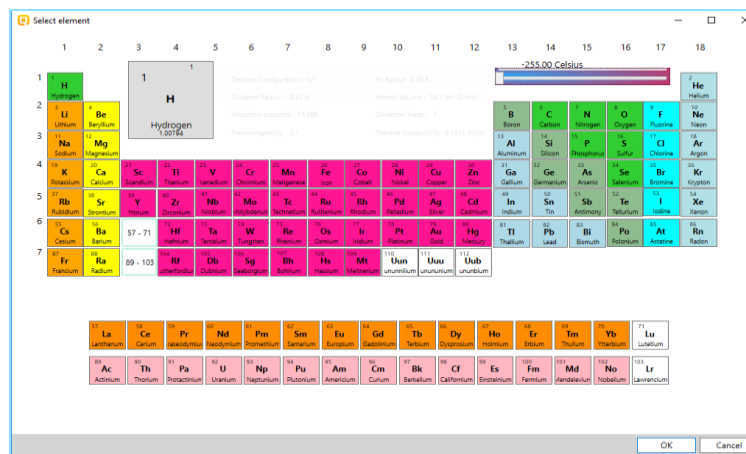 Select element
1 2 3 4 5 6 7 8 9 10 11 12 13 14 15 16 17 18
1 1
H
Hydrogen
1.00794
-255.00 Celsius
1 H Hydrogen 2 He Helium
2 3 Li Lithium 4 Be Beryllium 5 B Boron 6 C Carbon 7 N Nitrogen 8 O Oxygen 9 F Fluorine 10 Ne Neon
3 11 Na Sodium 12 Mg Magnesium 13 Al Aluminum 14 Si Silicon 15 P Phosphorus 16 S Sulfur 17 Cl Chlorine 18 Ar Argon
4 19 K Potassium 20 Ca Calcium 21 Sc Scandium 22 Ti Titanium 23 V Vanadium 24 Cr Chromium 25 Mn Manganese 26 Fe Iron 27 Co Cobalt 28 Ni Nickel 29 Cu Copper 30 Zn Zinc 31 Ga Gallium 32 Ge Germanium 33 As Arsenic 34 Se Selenium 35 Br Bromine 36 Kr Krypton
5 37 Rb Rubidium 38 Sr Strontium 39 Y Yttrium 40 Zr Zirconium 41 Nb Niobium 42 Mo Molybdenum 43 Tc Technetium 44 Ru Ruthenium 45 Rh Rhodium 46 Pd Palladium 47 Ag Silver 48 Cd Cadmium 49 In Indium 50 Sn Tin 51 Sb Antimony 52 Te Tellurium 53 I Iodine 54 Xe Xenon
6 55 Cs Cesium 56 Ba Barium 57 - 71 72 Hf Hafnium 73 Ta Tantalum 74 W Tungsten 75 Re Rhenium 76 Os Osmium 77 Ir Iridium 78 Pt Platinum 79 Au Gold 80 Hg Mercury 81 Tl Thallium 82 Pb Lead 83 Bi Bismuth 84 Po Polonium 85 At Astatine 86 Rn Radon
7 87 Fr Francium 88 Ra Radium 89 - 103 104 Rf utherfordiu 105 Db Dubnium 106 Sg Seaborgium 107 Bh Bohrium 108 Hs Hassium 109 Mt Meitnerium 110 Uun ununnilium 111 Uuu unununium 112 Uub ununbium
57 La Lanthanum 58 Ce Cerium 59 Pr raseodymiu 60 Nd Neodymium 61 Pm Promethium 62 Sm Samarium 63 Eu Europium 64 Gd Gadolinium 65 Tb Terbium 66 Dy Dysprosium 67 Ho Holmium 68 Er Erbium 69 Tm Thulium 70 Yb Ytterbium 71 Lu Lutetium
89 Ac Actinium 90 Th Thorium 91 Pa Protactinium 92 U Uranium 93 Np Neptunium 94 Pu Plutonium 95 Am Americium 96 Cm Curium 97 Bk Berkelium 98 Cf Californium 99 Es Einsteinium 100 Fm Fermium 101 Md Mendeleviun 102 No Nobelium 103 Lr Lawrencium
OK Cancel